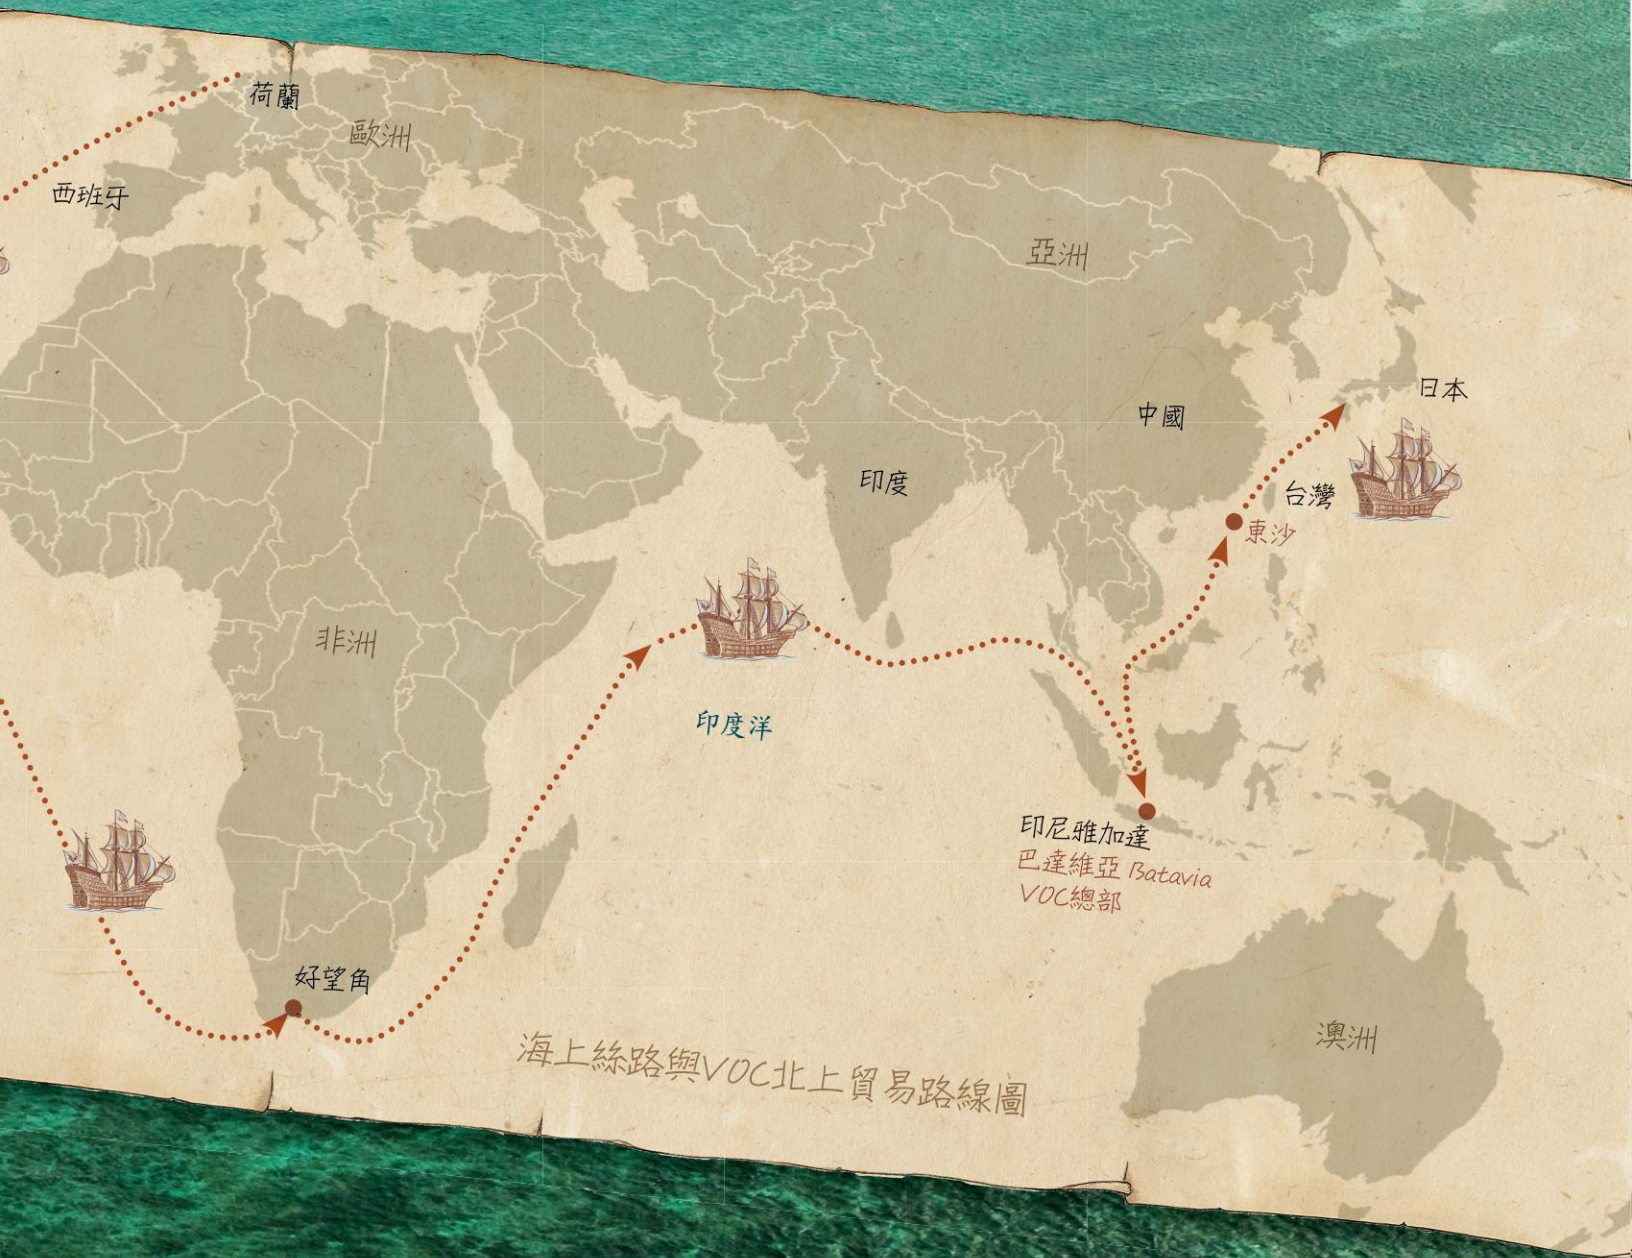 荷蘭
歐洲
西班牙
亞洲
日本
中國
印度
台灣
東沙
非洲
印度洋
印尼雅加達
巴達維亞 Batavia
VOC總部
好望角
澳洲
海上絲路與VOC北上貿易路線圖